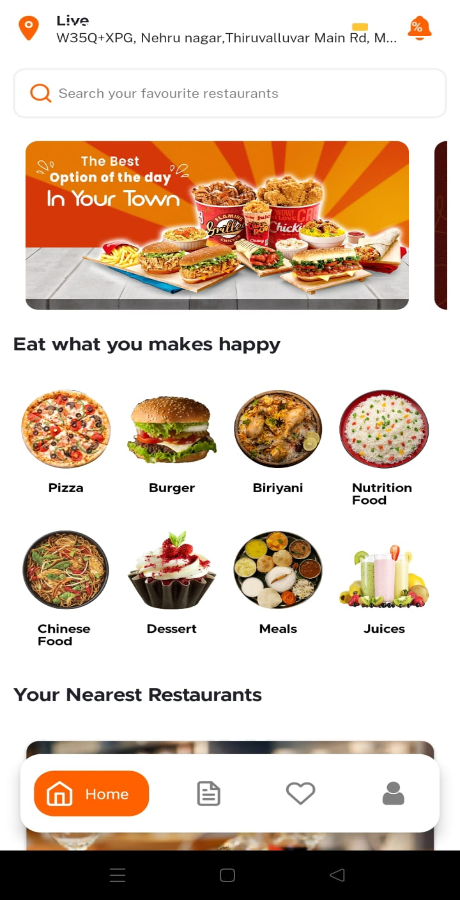 Live
W35Q+XPG, Nehru nagar,Thiruvalluvar Main Rd, M...
%
Search your favourite restaurants
The Best
Option of the day
In Your Town
Eat what you makes happy
Pizza
Burger
Biriyani
Nutrition
Food
Chinese
Food
Dessert
Meals
Juices
Your Nearest Restaurants
Home